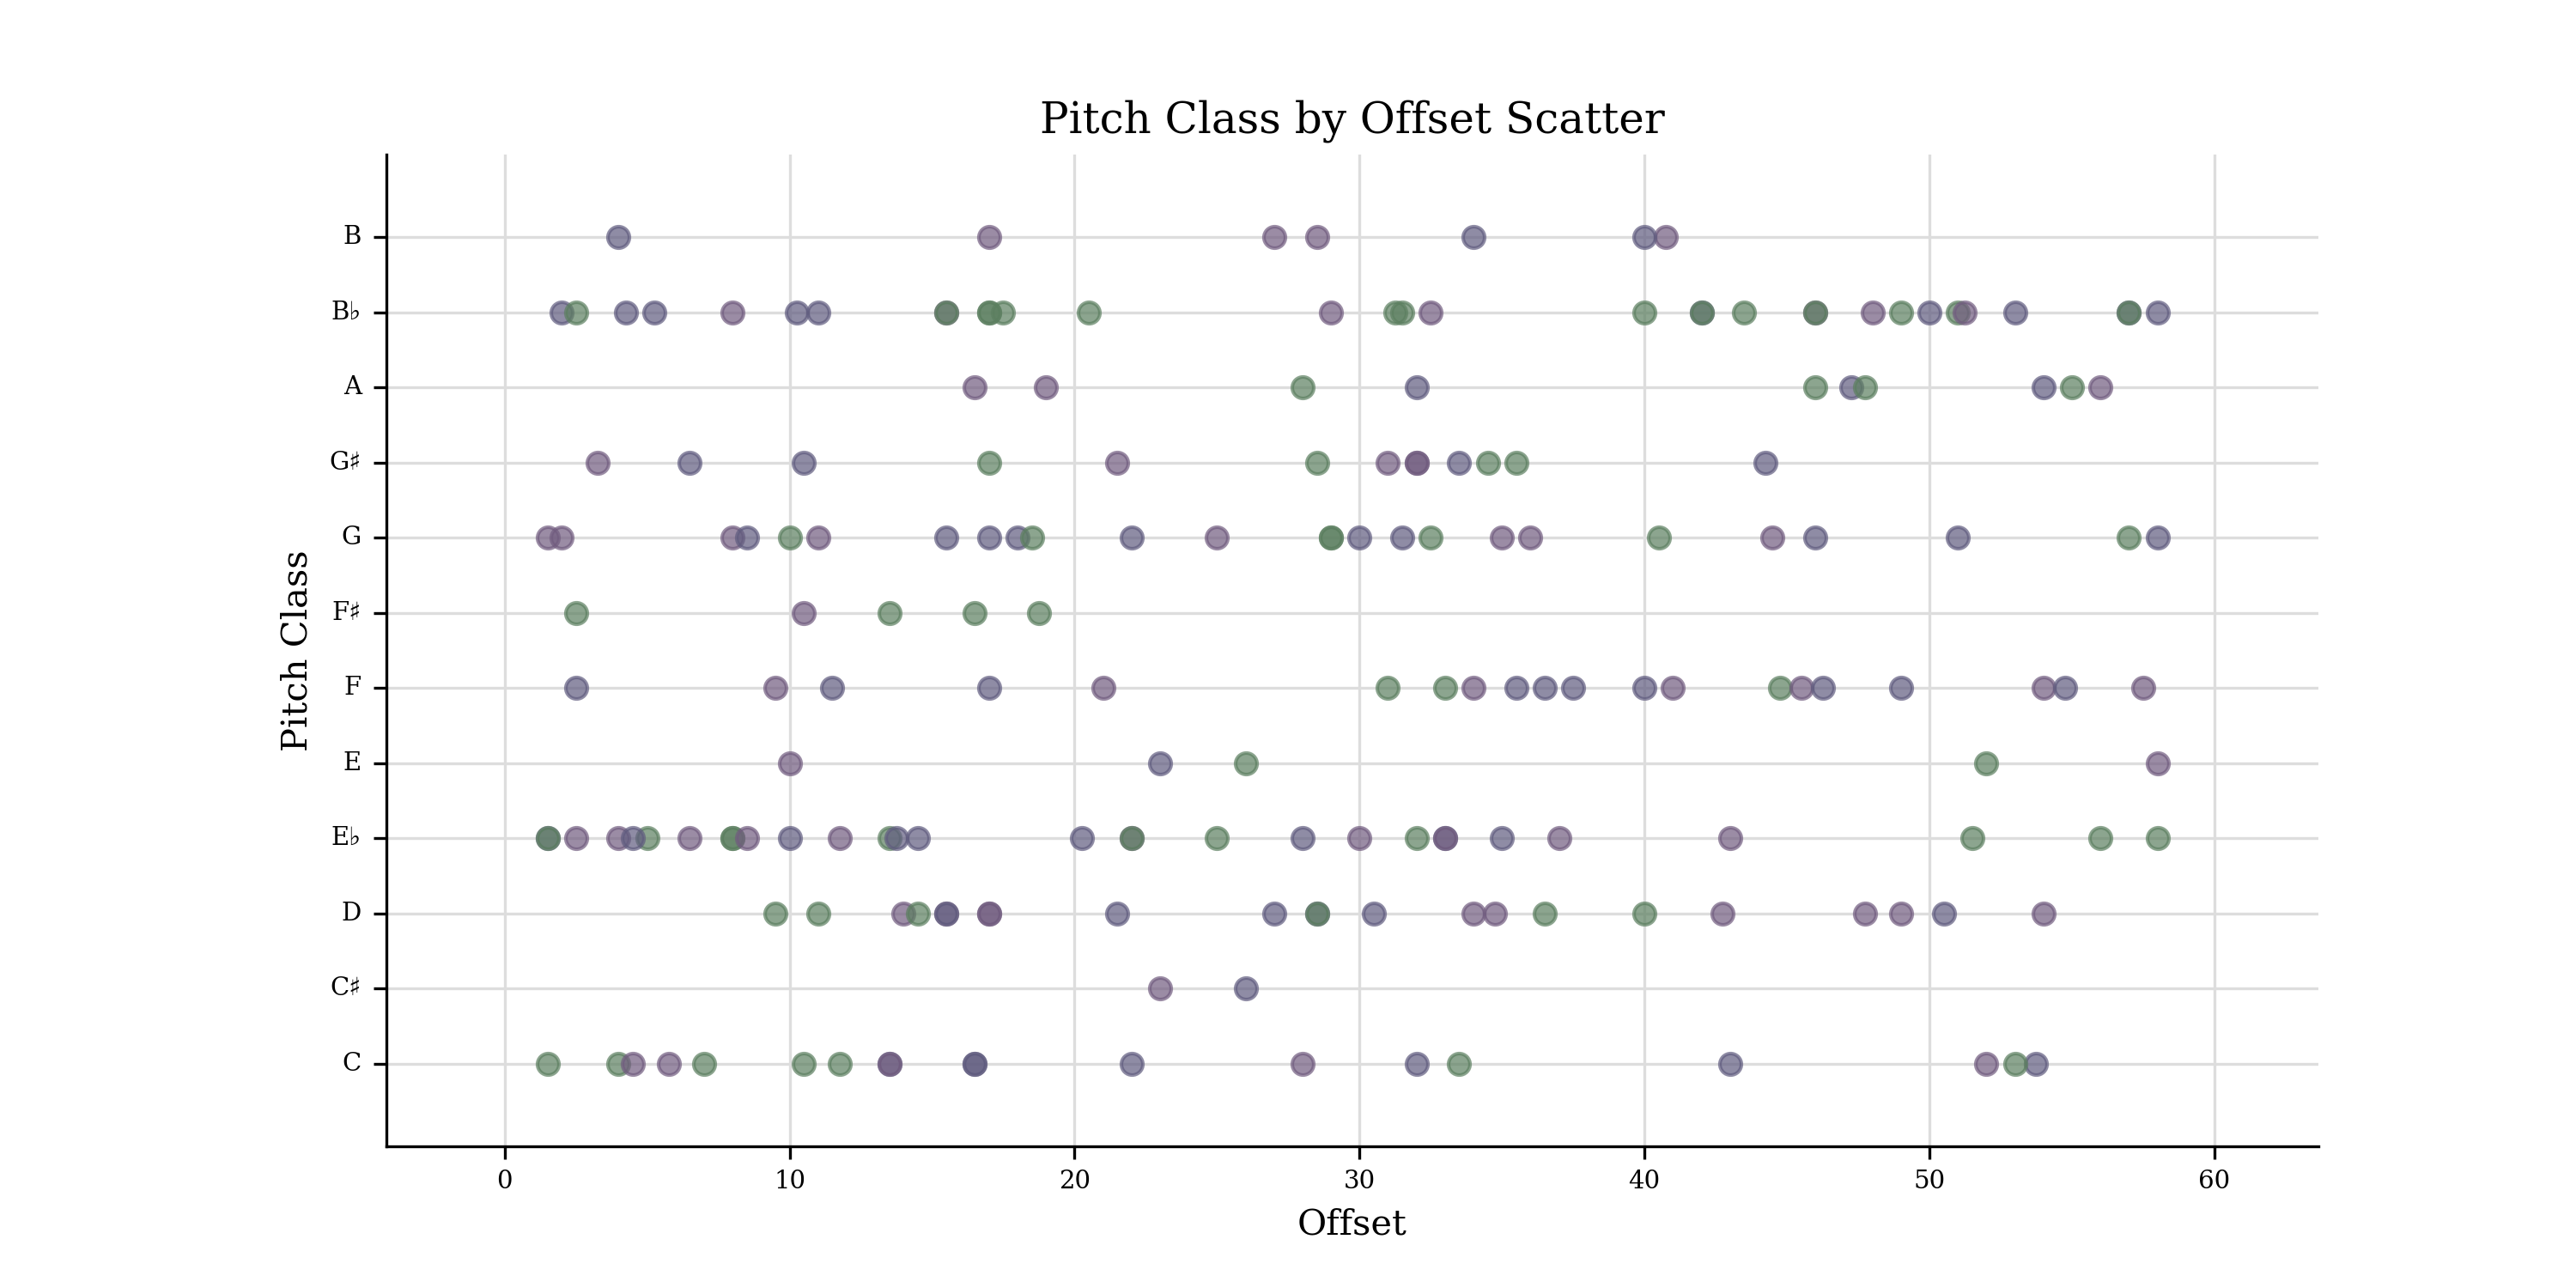 Pitch Class by Offset Scatter
Pitch Class
B
B♭
A
G♯
G
F♯
F
E
E♭
D
C♯
C
0 10 20 30 40 50 60
Offset